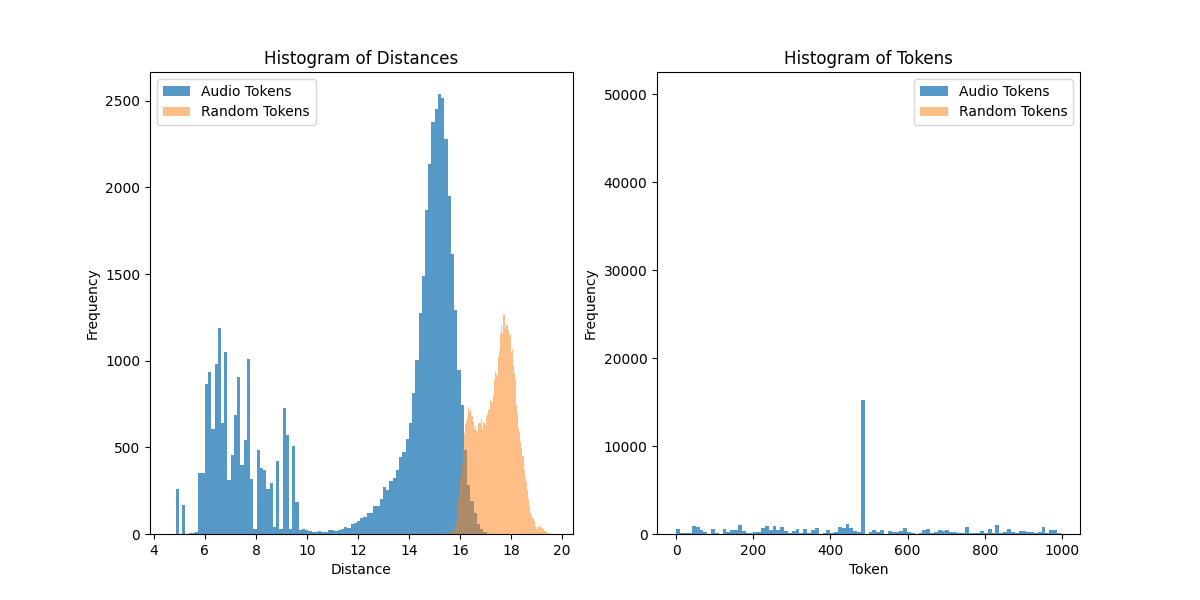 Histogram of Distances
Audio Tokens
Random Tokens
2500
2000
1500
1000
500
0
Frequency
4 6 8 10 12 14 16 18 20
Distance
Histogram of Tokens
Audio Tokens
Random Tokens
50000
40000
30000
20000
10000
0
Frequency
0 200 400 600 800 1000
Token